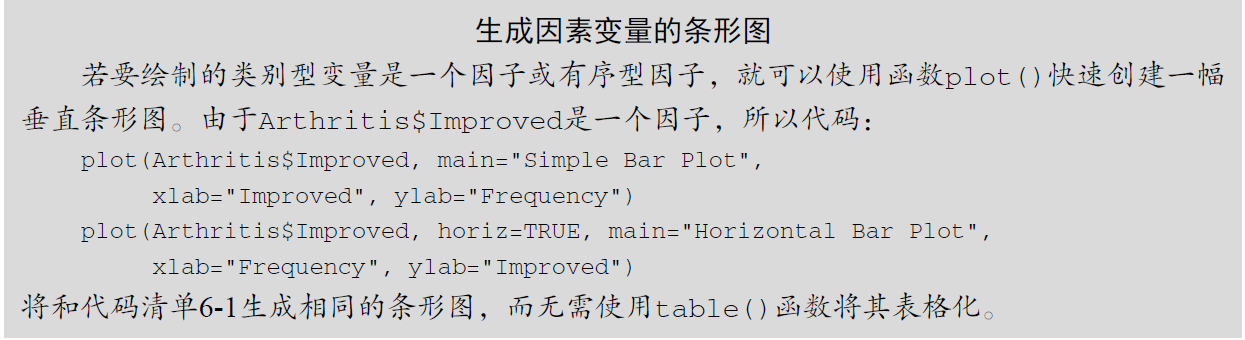 生成因素变量的条形图
若要绘制的类别型变量是一个因子或有序型因子，就可以使用函数plot()快速创建一幅
垂直条形图。由于Arthritis$Improved是一个因子，所以代码：
plot(Arthritis$Improved, main="Simple Bar Plot",
     xlab="Improved", ylab="Frequency")
plot(Arthritis$Improved, horiz=TRUE, main="Horizontal Bar Plot",
     xlab="Frequency", ylab="Improved")
将和代码清单6-1生成相同的条形图，而无需使用table()函数将其表格化。